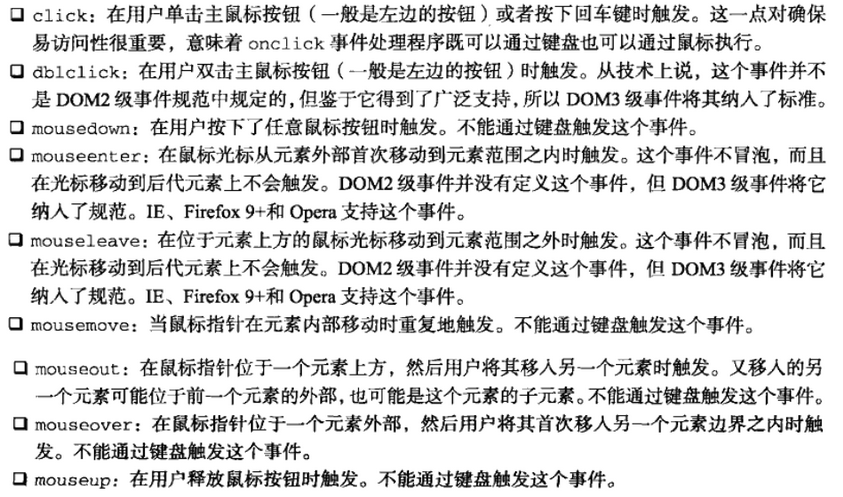 ❑ click：在用户单击主鼠标按钮（一般是左边的按钮）或者按下回车键时触发。这一点对确保
易访问性很重要，意味着 onclick 事件处理程序既可以通过键盘也可以通过鼠标执行。
❑ dblclick：在用户双击主鼠标按钮（一般是左边的按钮）时触发。从技术上说，这个事件并不
是 DOM2 级事件规范中规定的，但鉴于它得到了广泛支持，所以 DOM3 级事件将其纳入了标准。
❑ mousedown：在用户按下了任意鼠标按钮时触发。不能通过键盘触发这个事件。
❑ mouseenter：在鼠标光标从元素外部首次移动到元素范围之内时触发。这个事件不冒泡，而且
在光标移动到后代元素上不会触发。DOM2 级事件并没有定义这个事件，但 DOM3 级事件将它
纳入了规范。IE、Firefox 9+和 Opera 支持这个事件。
❑ mouseleave：在位于元素上方的鼠标光标移动到元素范围之外时触发。这个事件不冒泡，而且
在光标移动到后代元素上不会触发。DOM2 级事件并没有定义这个事件，但 DOM3 级事件将它
纳入了规范。IE、Firefox 9+和 Opera 支持这个事件。
❑ mousemove：当鼠标指针在元素内部移动时重复地触发。不能通过键盘触发这个事件。
❑ mouseout：在鼠标指针位于一个元素上方，然后用户将其移入另一个元素时触发。又移入的另
一个元素可能位于前一个元素的外部，也可能是这个元素的子元素。不能通过键盘触发这个事件。
❑ mouseover：在鼠标指针位于一个元素外部，然后用户将其首次移入另一个元素边界之内时触
发。不能通过键盘触发这个事件。
❑ mouseup：在用户释放鼠标按钮时触发。不能通过键盘触发这个事件。